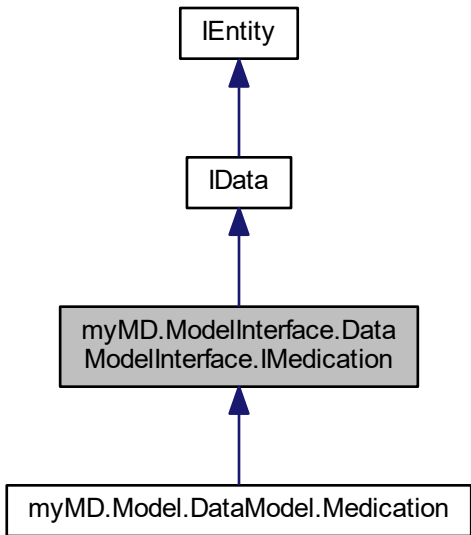 IEntity
IData
myMD.ModelInterface.Data
ModelInterface.IMedication
myMD.Model.DataModel.Medication